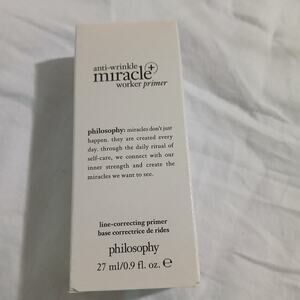 anti-wrinkle
miracle+
worker primer
philosophy: miracles don't just
happen. they are created every
day. through the daily ritual of
self-care, we connect with our
inner strength and create the
miracles we want to see.
line-correcting primer
base correctrice de rides
philosophy
27 ml/0.9 fl. oz. ℮